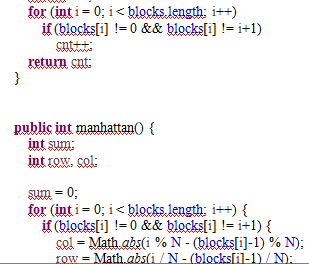 for (int i = 0; i < blocks.length; i++)
if (blocks[i] != 0 && blocks[i] != i+1)
cnt++;
return cnt;
}
public int manhattan() {
int sum;
int row, col;
sum = 0;
for (int i = 0; i < blocks.length; i++) {
if (blocks[i] != 0 && blocks[i] != i+1) {
col = Math.abs(i % N - (blocks[i]-1) % N);
row = Math.abs(i / N - (blocks[i]-1) / N);